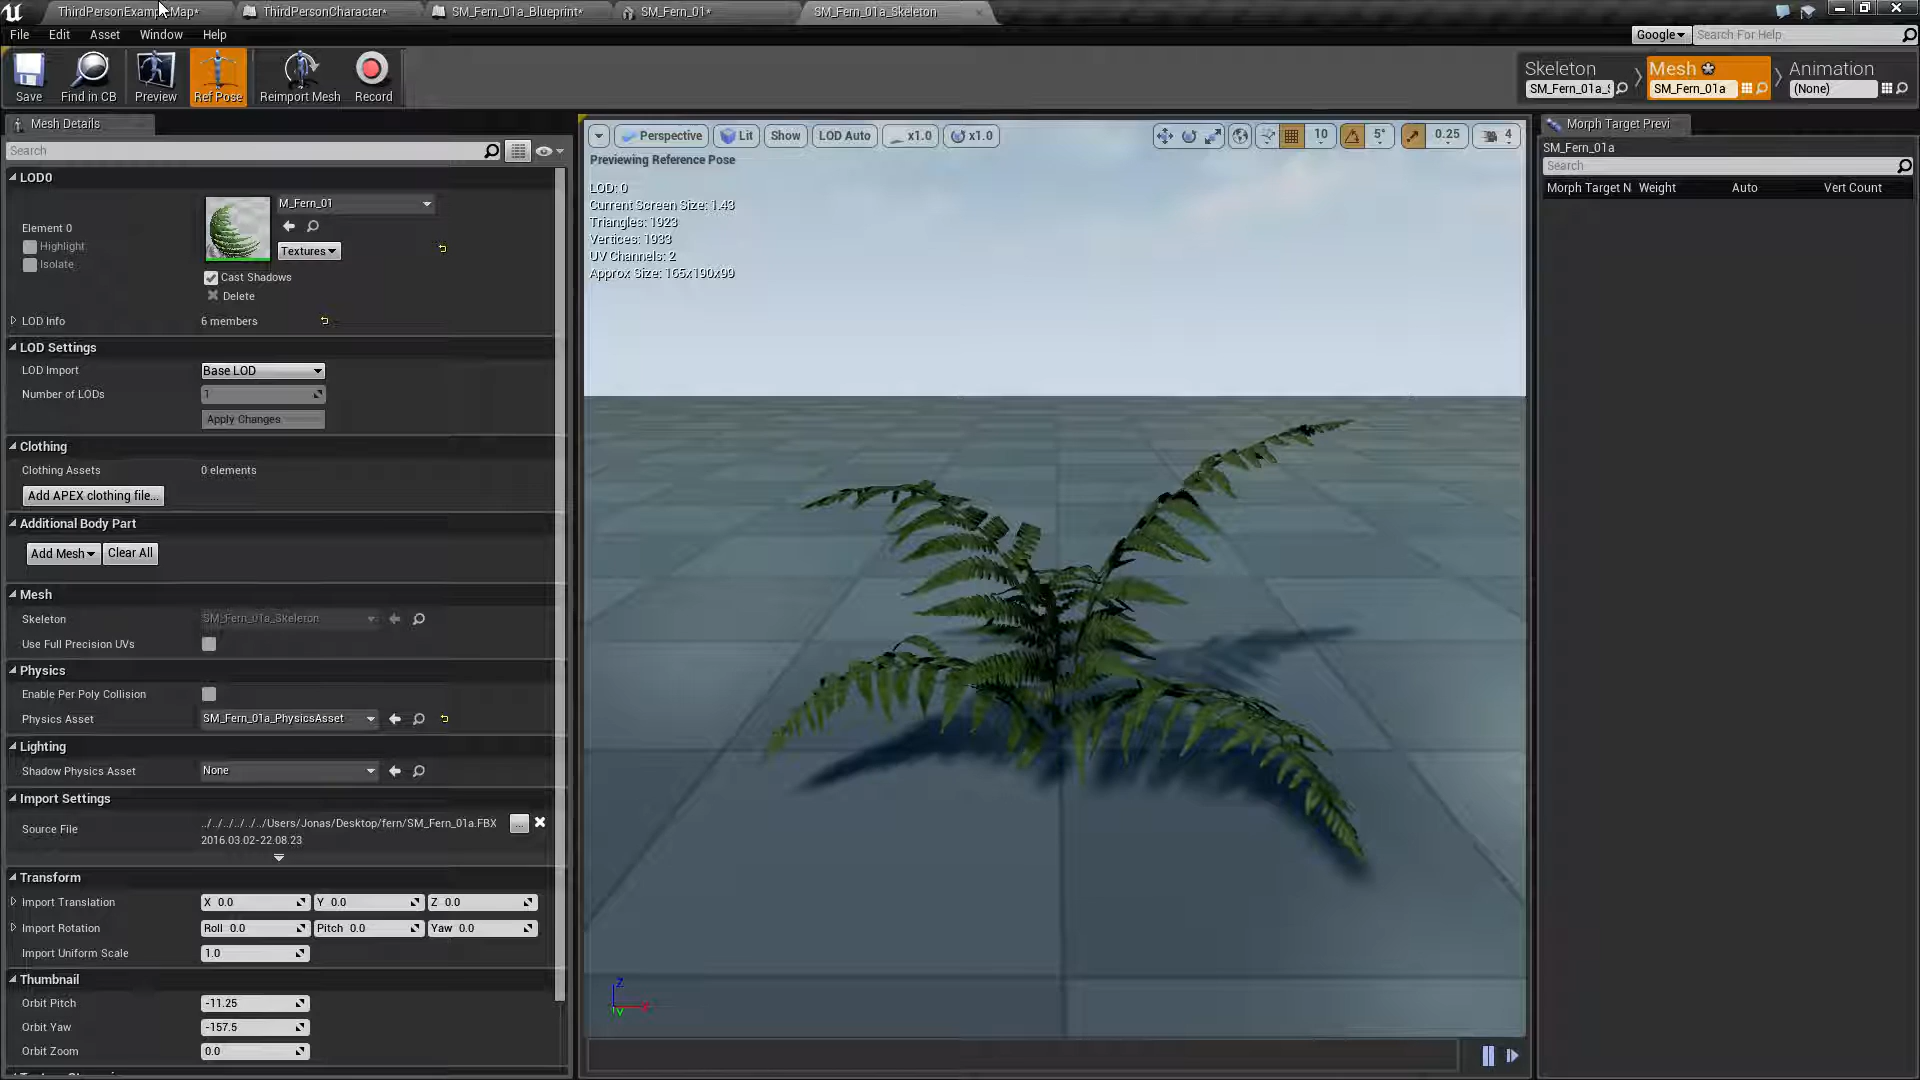 ThirdPersonExampleMap*
ThirdPersonCharacter*
SM_Fern_01a_Blueprint*
SM_Fern_01*
SM_Fern_01a_Skeleton
File Edit Asset Window Help
Google
Search For Help
Save
Find in CB
Preview
Ref Pose
Reimport Mesh
Record
Skeleton
SM_Fern_01a_S
Mesh
SM_Fern_01a
Animation
(None)
Mesh Details
Search
LOD0
Element 0
Highlight
Isolate
M_Fern_01
Textures
Cast Shadows
Delete
LOD Info 6 members
LOD Settings
LOD Import Base LOD
Number of LODs 1
Apply Changes
Clothing
Clothing Assets 0 elements
Add APEX clothing file...
Additional Body Part
Add Mesh Clear All
Mesh
Skeleton SM_Fern_01a_Skeleton
Use Full Precision UVs
Physics
Enable Per Poly Collision
Physics Asset SM_Fern_01a_PhysicsAsset
Lighting
Shadow Physics Asset None
Import Settings
Source File ../../../../../../Users/Jonas/Desktop/fern/SM_Fern_01a.FBX ...
2016.03.02-22.08.23
Transform
Import Translation X 0.0 Y 0.0 Z 0.0
Import Rotation Roll 0.0 Pitch 0.0 Yaw 0.0
Import Uniform Scale 1.0
Thumbnail
Orbit Pitch -11.25
Orbit Yaw -157.5
Orbit Zoom 0.0
Perspective Lit Show LOD Auto x1.0 x1.0
10 5° 0.25 4
Previewing Reference Pose
LOD: 0
Current Screen Size: 1.43
Triangles: 1923
Vertices: 1933
UV Channels: 2
Approx Size: 165x190x99
Z
Y
Morph Target Previ
SM_Fern_01a
Search
Morph Target N Weight Auto Vert Count